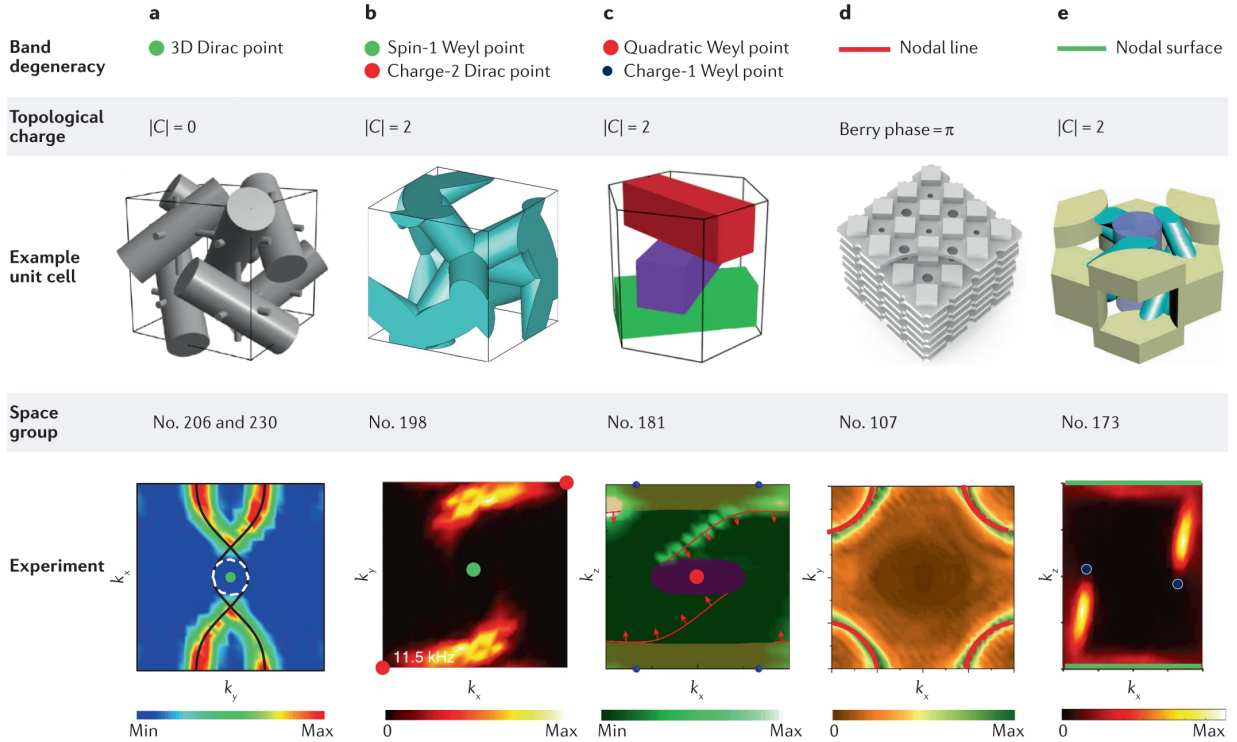 a
b
c
d
e
Band
degeneracy
3D Dirac point
Spin-1 Weyl point
Charge-2 Dirac point
Quadratic Weyl point
Charge-1 Weyl point
Nodal line
Nodal surface
Topological
charge
|C| = 0
|C| = 2
|C| = 2
Berry phase = π
|C| = 2
Example
unit cell
Space
group
No. 206 and 230
No. 198
No. 181
No. 107
No. 173
Experiment
kx
ky
Min
Max
ky
11.5 kHz
kx
0
Max
kz
kx
Min
Max
ky
kx
0
Max
kz
kx
0
Max